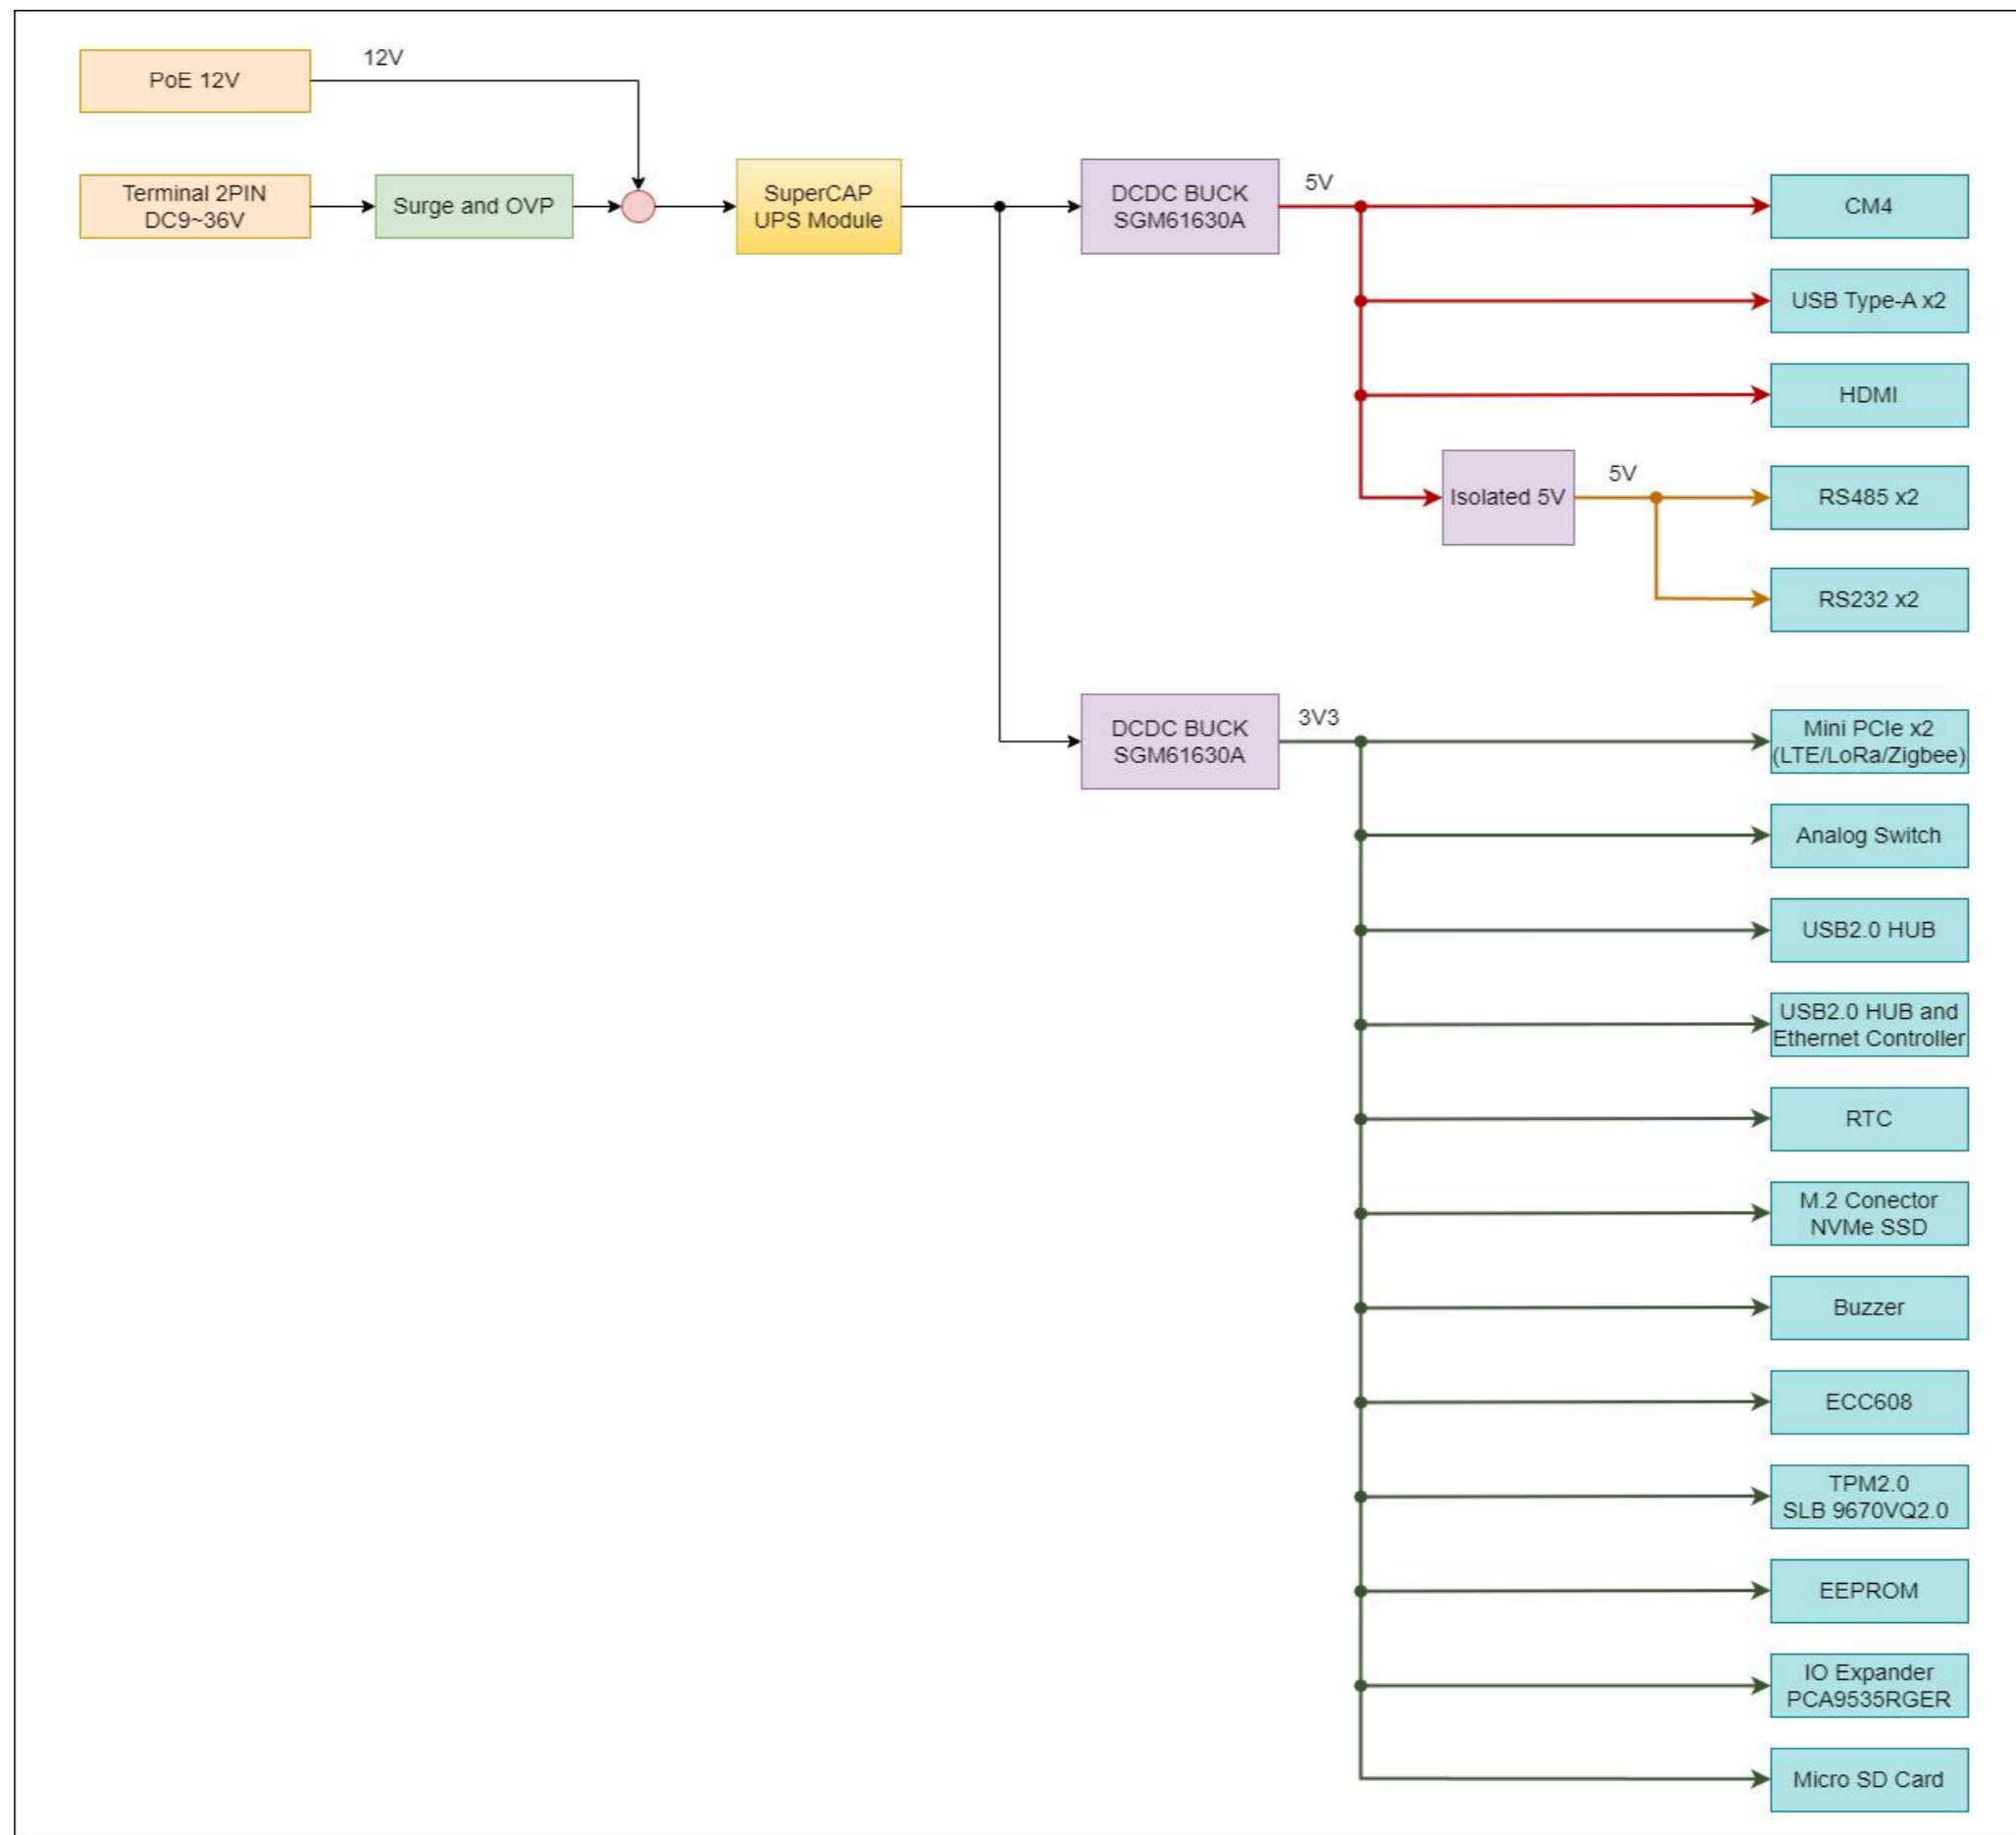 PoE 12V
12V
Terminal 2PIN
DC9~36V
Surge and OVP
SuperCAP
UPS Module
DCDC BUCK
SGM61630A
5V
CM4
USB Type-A x2
HDMI
Isolated 5V
5V
RS485 x2
RS232 x2
DCDC BUCK
SGM61630A
3V3
Mini PCIe x2
(LTE/LoRa/Zigbee)
Analog Switch
USB2.0 HUB
USB2.0 HUB and
Ethernet Controller
RTC
M.2 Conector
NVMe SSD
Buzzer
ECC608
TPM2.0
SLB 9670VQ2.0
EEPROM
IO Expander
PCA9535RGER
Micro SD Card